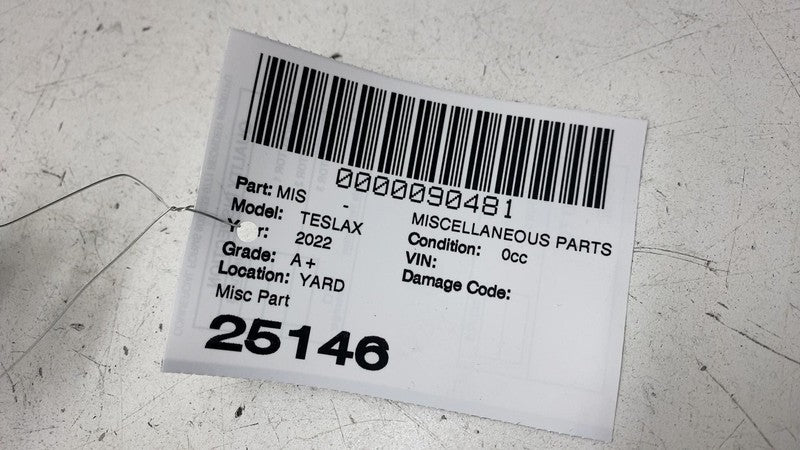 0000090481
Part: MIS - MISCELLANEOUS PARTS
Model: TESLAX Condition: 0cc
Year: 2022 VIN:
Grade: A+ Damage Code:
Location: YARD
Misc Part
25146